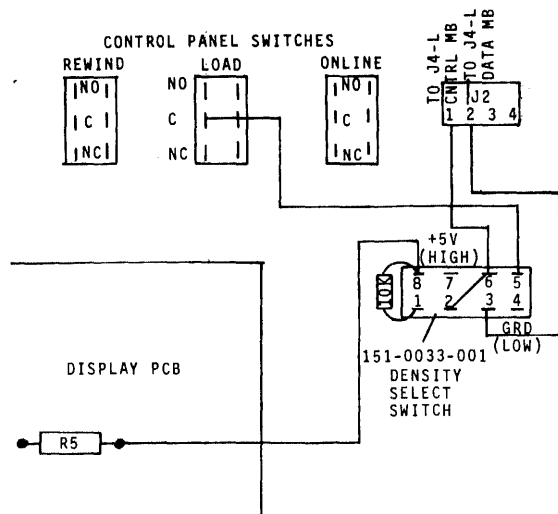 CONTROL PANEL SWITCHES
REWIND
LOAD
ONLINE
NO
C
NC
NO
C
NC
NO
C
NC
TO J4-L
CNTRL MB
TO J4-L
DATA MB
J2
1 2 3 4
+5V
(HIGH)
10K
8 7 6 5
1 2 3 4
GRD
(LOW)
151-0033-001
DENSITY
SELECT
SWITCH
DISPLAY PCB
R5